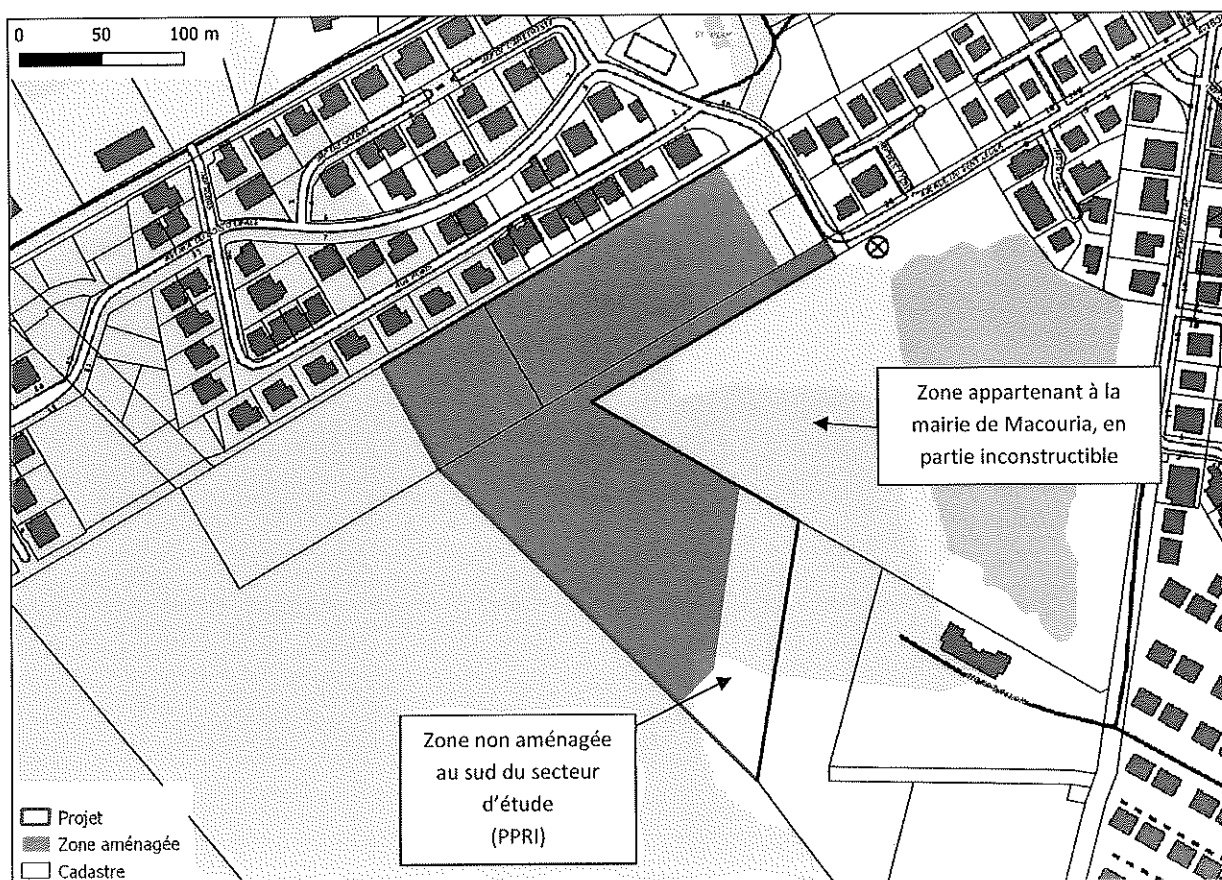 0 50 100 m
Zone appartenant à la
mairie de Macouria, en
partie inconstructible
Zone non aménagée
au sud du secteur
d'étude
(PPRI)
Projet
Zone aménagée
Cadastre